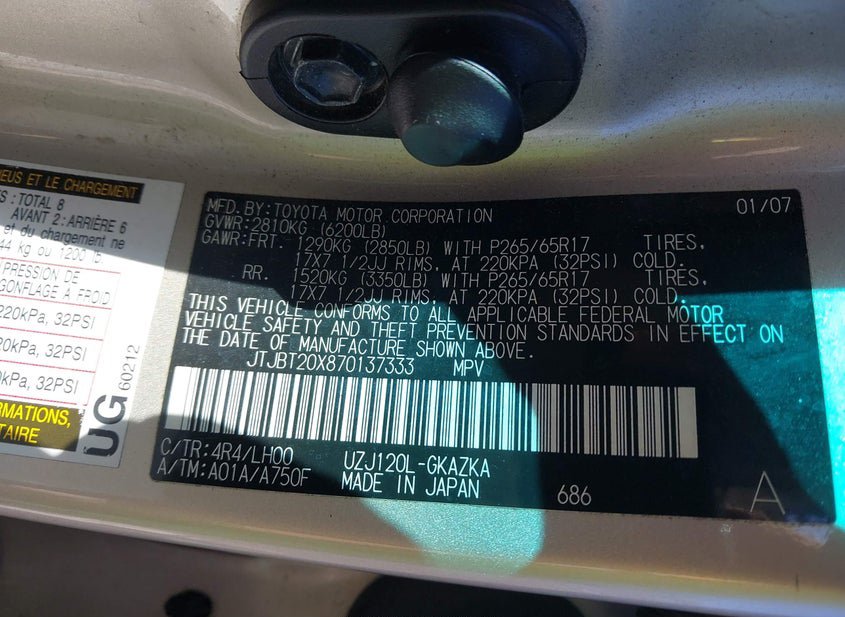 NEUS ET LE CHARGEMENT
: TOTAL 8
AVANT 2: ARRIÈRE 6
et du chargement ne
44 kg ou 1200 lb.
PRESSION DE
GONFLAGE À FROID
220kPa, 32PSI
kPa, 32PSI
kPa, 32PSI
TAIRE
UG
60212
MFD.BY:TOYOTA MOTOR CORPORATION 01/07
GVWR:2810KG (6200LB)
GAWR:FRT. 1290KG (2850LB) WITH P265/65R17 TIRES,
17X7 1/2JJ RIMS, AT 220KPA (32PSI) COLD.
RR. 1520KG (3350LB) WITH P265/65R17 TIRES,
17X7 1/2JJ RIMS, AT 220KPA (32PSI) COLD.
THIS VEHICLE CONFORMS TO ALL APPLICABLE FEDERAL MOTOR
VEHICLE SAFETY AND THEFT PREVENTION STANDARDS IN EFFECT ON
THE DATE OF MANUFACTURE SHOWN ABOVE.
JTJBT20X870137333 MPV
C/TR:4R4/LH00 UZJ120L-GKAZKA
A/TM:A01A/A750F MADE IN JAPAN 686 A